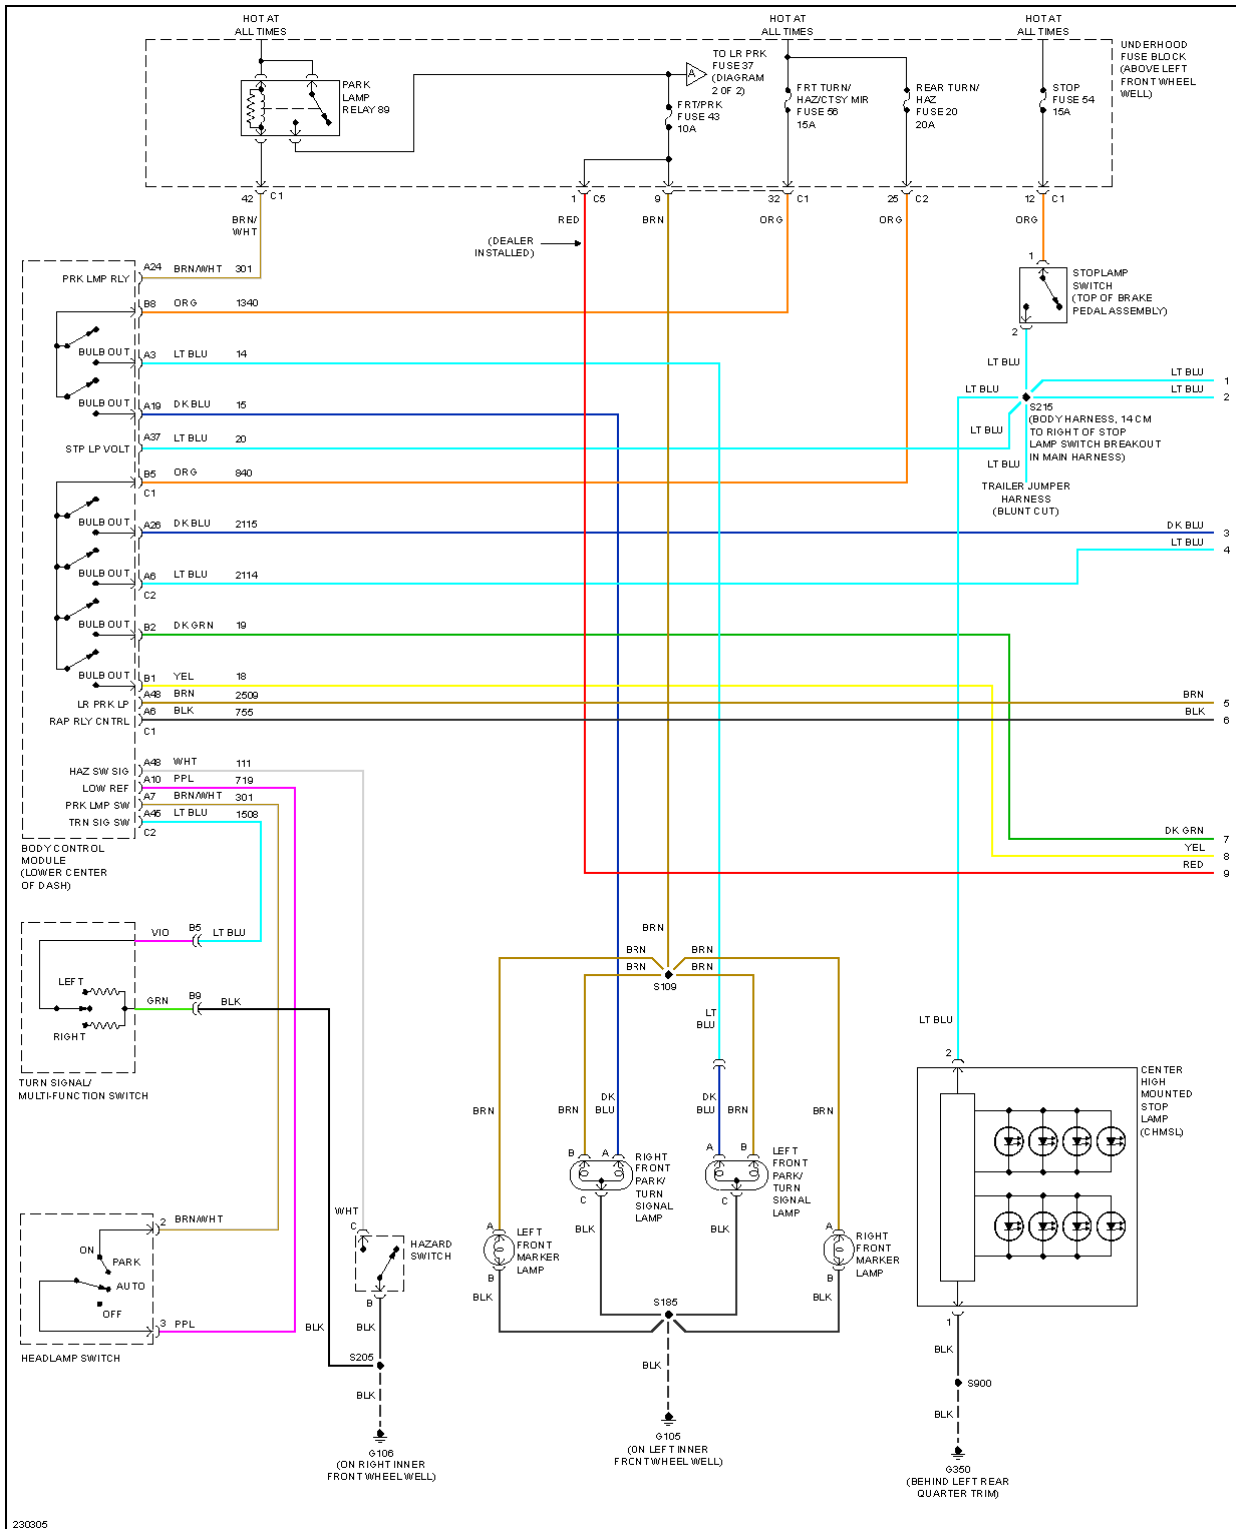 HOT AT
ALL TIMES
HOT AT
ALL TIMES
HOT AT
ALL TIMES
UNDERHOOD
FUSE BLOCK
(ABOVE LEFT
FRONT WHEEL
WELL)
PARK
LAMP
RELAY 89
TO LR PRK
FUSE 37
(DIAGRAM
2 OF 2)
A
FRT/PRK
FUSE 43
10A
FRT TURN/
HAZ/CTSY MIR
FUSE 56
15A
REAR TURN/
HAZ
FUSE 20
20A
STOP
FUSE 54
15A
42 C1
1 C5
9
32 C1
25 C2
12 C1
BRN/
WHT
RED
BRN
ORG
ORG
ORG
(DEALER
INSTALLED)
1
STOPLAMP
SWITCH
(TOP OF BRAKE
PEDAL ASSEMBLY)
2
LT BLU
PRK LMP RLY A24 BRN/WHT 301
B8 ORG 1340
BULB OUT A3 LT BLU 14
BULB OUT A19 DK BLU 15
STP LP VOLT A37 LT BLU 20
B5 ORG 840
C1
BULB OUT A26 DK BLU 2115
BULB OUT A6 LT BLU 2114
C2
BULB OUT B2 DK GRN 19
BULB OUT B1 YEL 18
LR PRK LP A48 BRN 2509
RAP RLY CNTRL A6 BLK 755
C1
HAZ SW SIG A48 WHT 111
LOW REF A10 PPL 719
PRK LMP SW A7 BRN/WHT 301
TRN SIG SW A45 LT BLU 1508
C2
BODY CONTROL
MODULE
(LOWER CENTER
OF DASH)
LT BLU
LT BLU 1
LT BLU 2
S215
(BODY HARNESS, 14 CM
TO RIGHT OF STOP
LAMP SWITCH BREAKOUT
IN MAIN HARNESS)
LT BLU
LT BLU
TRAILER JUMPER
HARNESS
(BLUNT CUT)
DK BLU 3
LT BLU 4
BRN 5
BLK 6
DK GRN 7
YEL 8
RED 9
VIO B5 LT BLU
LEFT
GRN B9 BLK
RIGHT
TURN SIGNAL/
MULTI-FUNCTION SWITCH
BRN
BRN
BRN
BRN
BRN
S109
LT
BLU
LT BLU
2
CENTER
HIGH
MOUNTED
STOP
LAMP
(CHMSL)
BRN
BRN
DK
BLU
DK
BLU
BRN
BRN
B A
RIGHT
FRONT
PARK/
TURN
SIGNAL
LAMP
C
BLK
A B
LEFT
FRONT
PARK/
TURN
SIGNAL
LAMP
C
BLK
2 BRN/WHT
ON
PARK
AUTO
OFF
3 PPL
HEADLAMP SWITCH
WHT
C
HAZARD
SWITCH
B
BLK
BLK
S205
BLK
G106
(ON RIGHT INNER
FRONT WHEEL WELL)
A
LEFT
FRONT
MARKER
LAMP
B
BLK
A
RIGHT
FRONT
MARKER
LAMP
B
BLK
S185
BLK
G105
(ON LEFT INNER
FRONT WHEEL WELL)
1
BLK
S900
BLK
G350
(BEHIND LEFT REAR
QUARTER TRIM)
230305